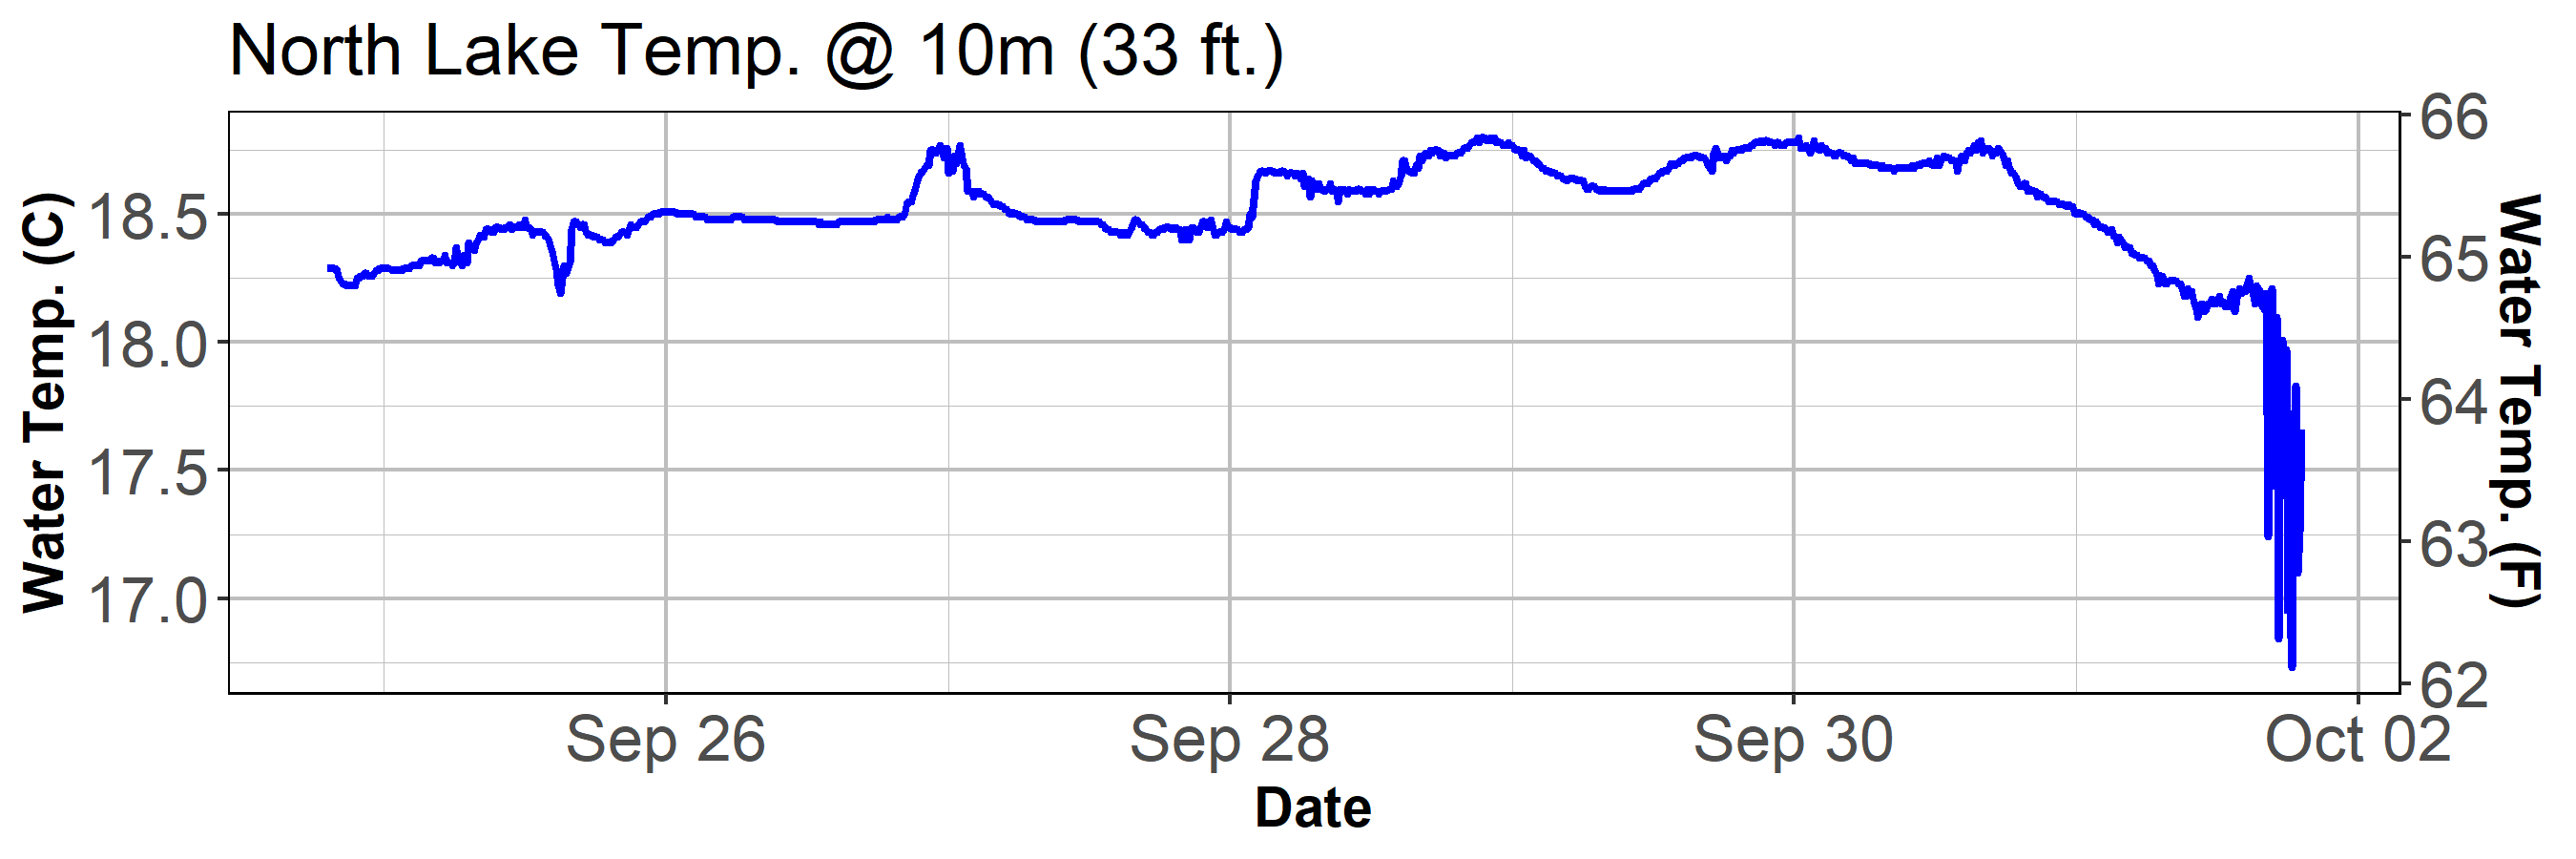 North Lake Temp. @ 10m (33 ft.)
Water Temp. (C)
18.5
18.0
17.5
17.0
66
65
64
63
62
Water Temp. (F)
Sep 26
Sep 28
Sep 30
Oct 02
Date